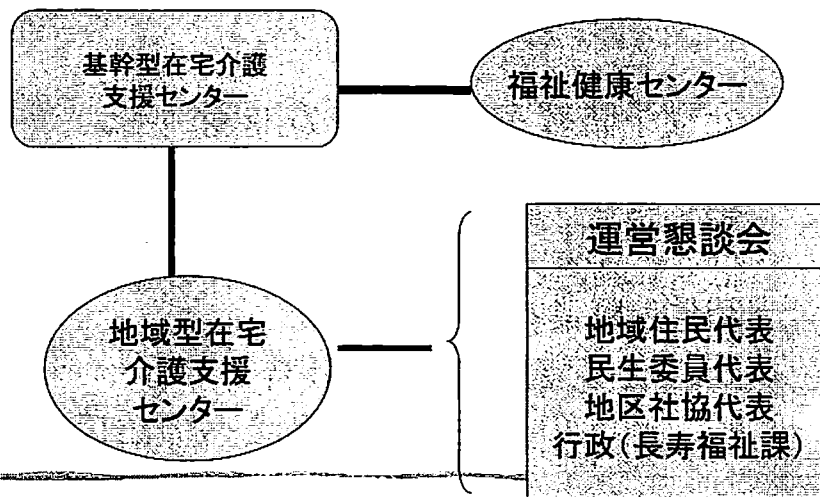 基幹型在宅介護
支援センター
福祉健康センター
運営懇談会
地域型在宅
介護支援
センター
地域住民代表
民生委員代表
地区社協代表
行政(長寿福祉課)